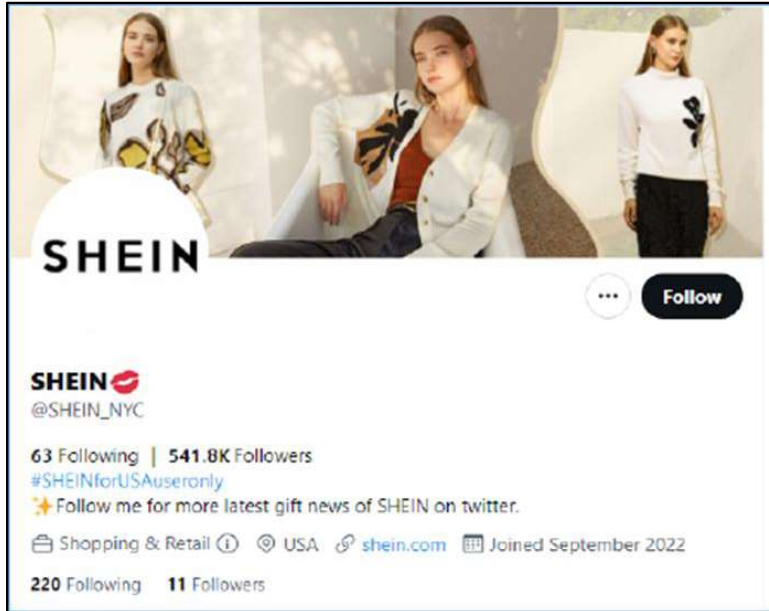 SHEIN
Follow
SHEIN💋
@SHEIN_NYC
63 Following | 541.8K Followers
#SHEINforUSAuseronly
✨Follow me for more latest gift news of SHEIN on twitter.
Shopping & Retail USA shein.com Joined September 2022
220 Following 11 Followers